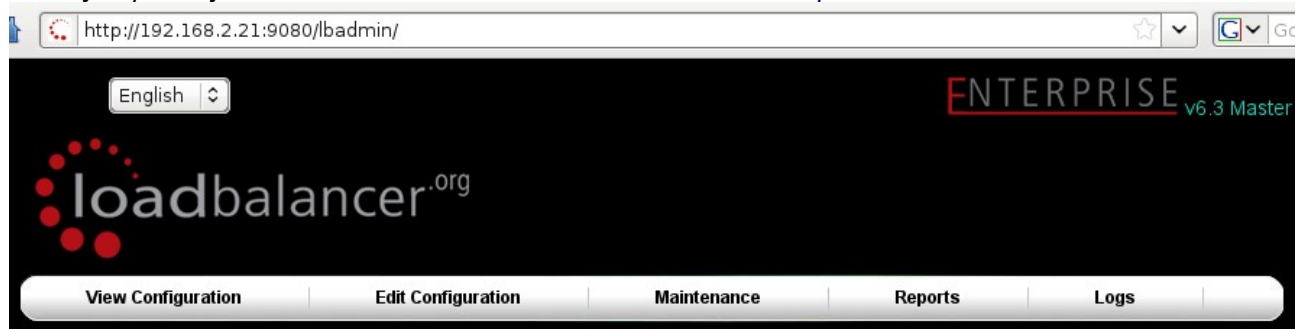 http://192.168.2.21:9080/lbadmin/
G
English
ENTERPRISE v6.3 Master
loadbalancer.org
View Configuration Edit Configuration Maintenance Reports Logs